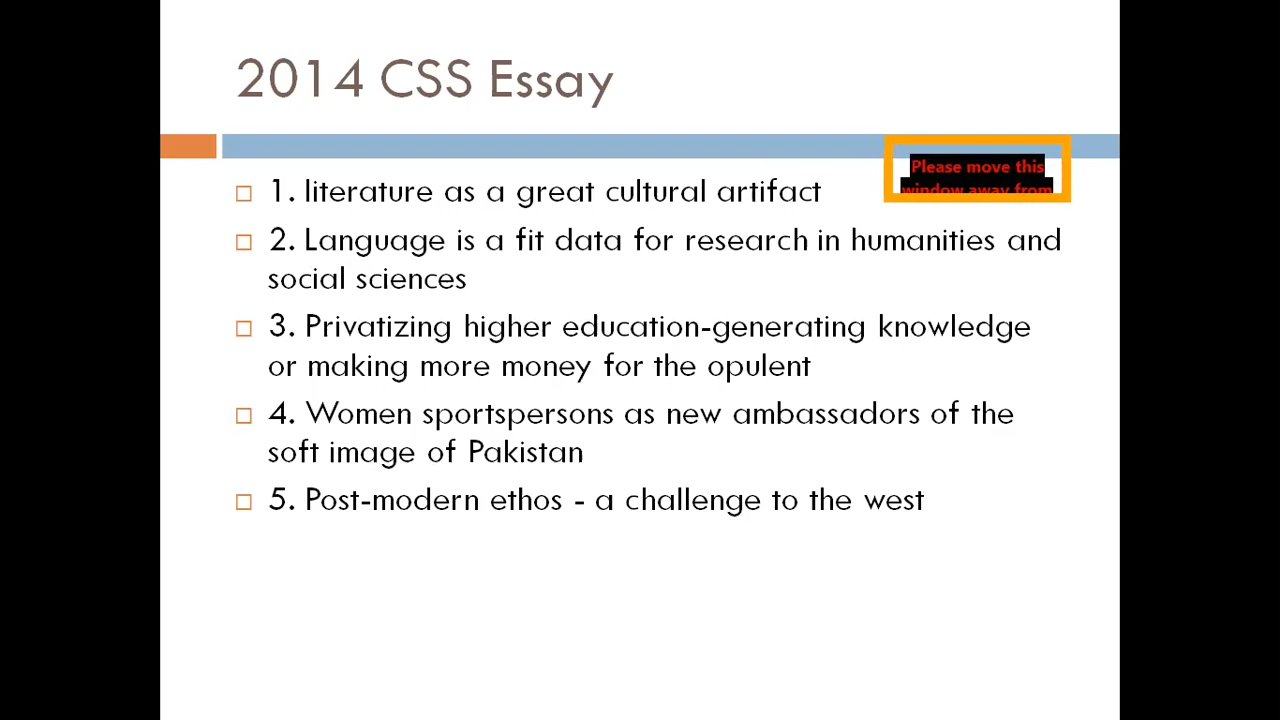 2014 CSS Essay
Please move this
window away from
1. literature as a great cultural artifact
2. Language is a fit data for research in humanities and
social sciences
3. Privatizing higher education-generating knowledge
or making more money for the opulent
4. Women sportspersons as new ambassadors of the
soft image of Pakistan
5. Post-modern ethos - a challenge to the west